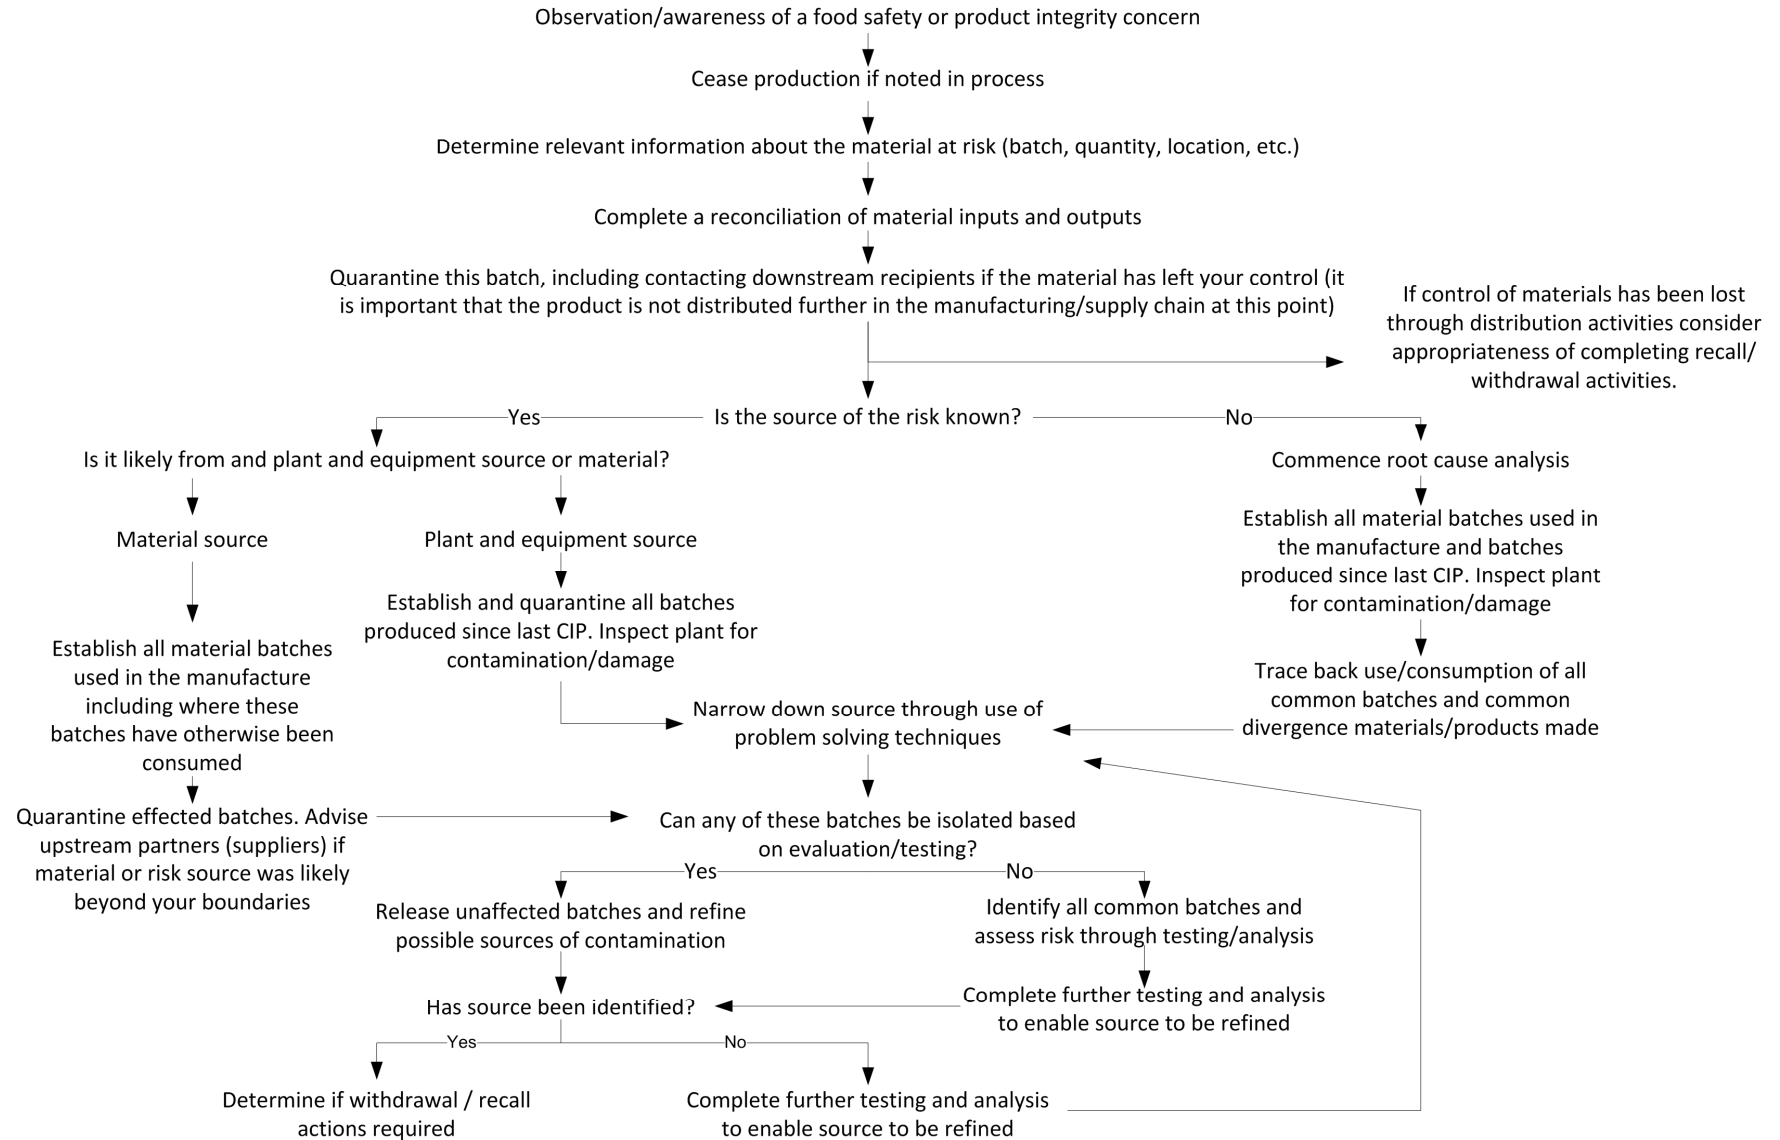 Observation/awareness of a food safety or product integrity concern
Cease production if noted in process
Determine relevant information about the material at risk (batch, quantity, location, etc.)
Complete a reconciliation of material inputs and outputs
Quarantine this batch, including contacting downstream recipients if the material has left your control (it
is important that the product is not distributed further in the manufacturing/supply chain at this point)
If control of materials has been lost
through distribution activities consider
appropriateness of completing recall/
withdrawal activities.
Yes
Is the source of the risk known?
No
Is it likely from and plant and equipment source or material?
Commence root cause analysis
Material source
Plant and equipment source
Establish all material batches used in
the manufacture and batches
produced since last CIP. Inspect plant
for contamination/damage
Establish and quarantine all batches
produced since last CIP. Inspect plant for
contamination/damage
Establish all material batches
used in the manufacture
including where these
batches have otherwise been
consumed
Trace back use/consumption of all
common batches and common
divergence materials/products made
Narrow down source through use of
problem solving techniques
Quarantine effected batches. Advise
upstream partners (suppliers) if
material or risk source was likely
beyond your boundaries
Can any of these batches be isolated based
on evaluation/testing?
Yes
No
Release unaffected batches and refine
possible sources of contamination
Identify all common batches and
assess risk through testing/analysis
Has source been identified?
Complete further testing and analysis
to enable source to be refined
Yes
No
Determine if withdrawal / recall
actions required
Complete further testing and analysis
to enable source to be refined